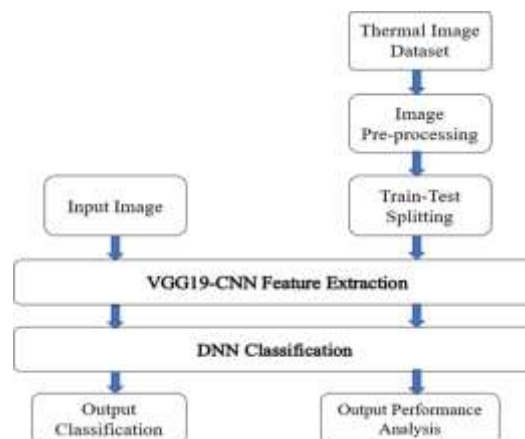 Thermal Image
Dataset
Image
Pre-processing
Input Image
Train-Test
Splitting
VGG19-CNN Feature Extraction
DNN Classification
Output
Classification
Output Performance
Analysis